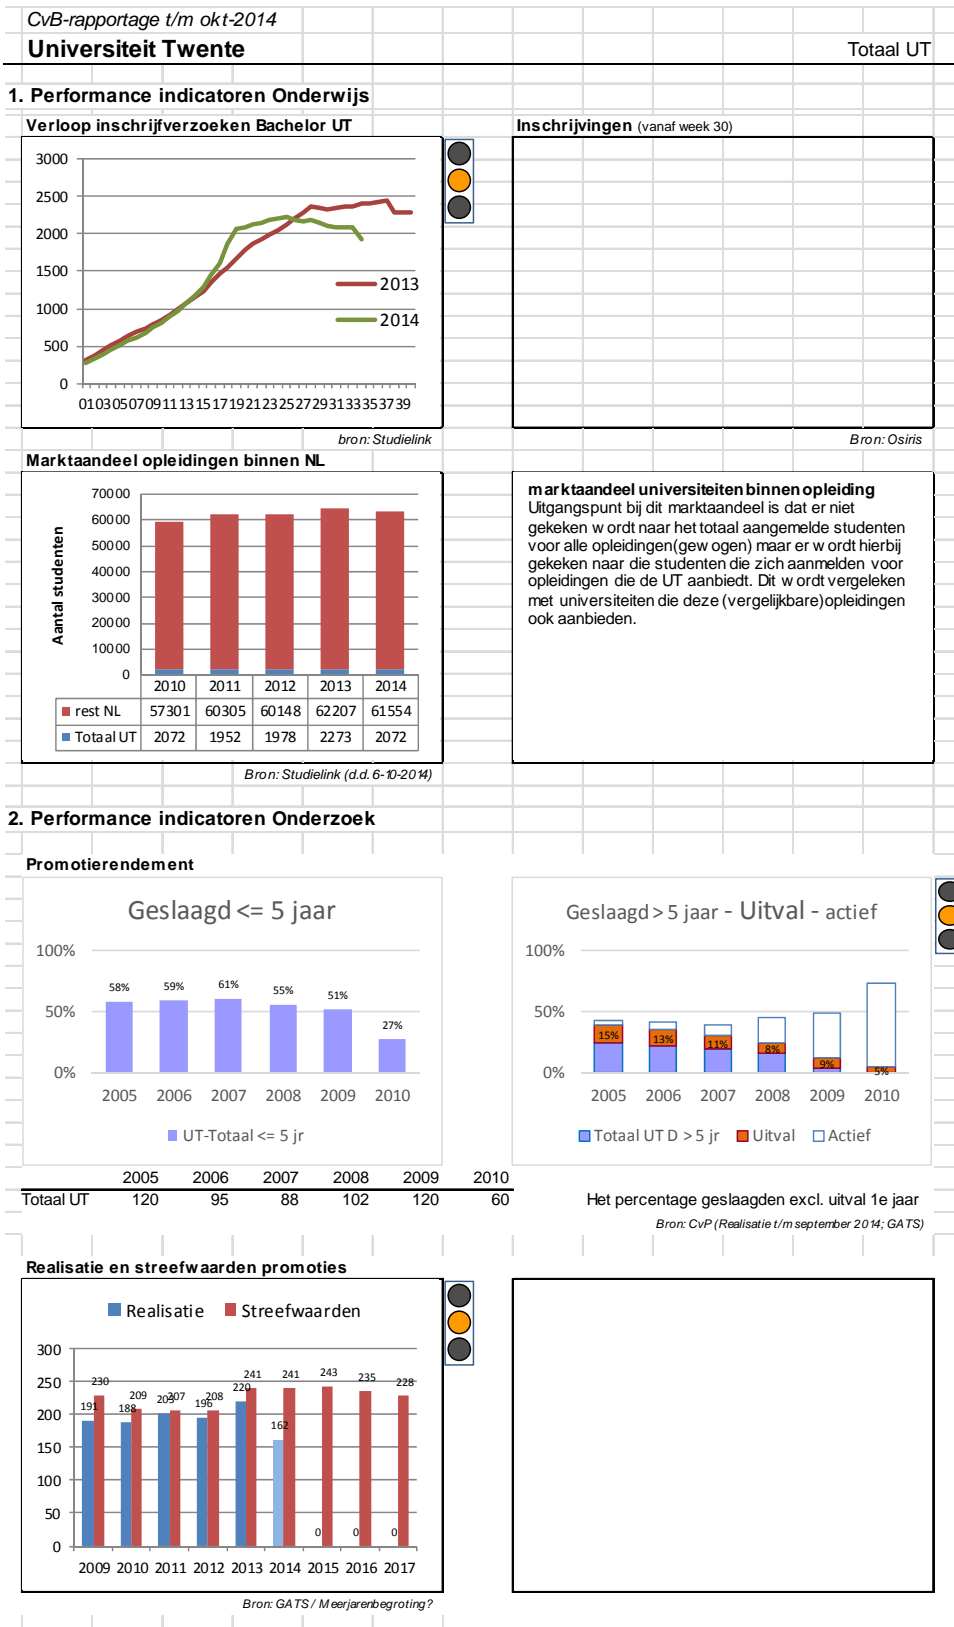 CvB-rapportage t/m okt-2014
Universiteit Twente
Totaal UT
1. Performance indicatoren Onderwijs
Verloop inschrijfverzoeken Bachelor UT
3000
2500
2000
1500
1000
500
0
2013
2014
01 03 05 07 09 11 13 15 17 19 21 23 25 27 29 31 33 35 37 39
bron: Studielink
Inschrijvingen (vanaf week 30)
Bron: Osiris
Marktaandeel opleidingen binnen NL
Aantal studenten
70000
60000
50000
40000
30000
20000
10000
0
2010 2011 2012 2013 2014
rest NL 57301 60305 60148 62207 61554
Totaal UT 2072 1952 1978 2273 2072
Bron: Studielink (d.d. 6-10-2014)
marktaandeel universiteiten binnen opleiding
Uitgangspunt bij dit marktaandeel is dat er niet
gekeken wordt naar het totaal aangemelde studenten
voor alle opleidingen(gewogen) maar er wordt hierbij
gekeken naar die studenten die zich aanmelden voor
opleidingen die de UT aanbiedt. Dit wordt vergeleken
met universiteiten die deze (vergelijkbare)opleidingen
ook aanbieden.
2. Performance indicatoren Onderzoek
Promotierendement
Geslaagd <= 5 jaar
100%
50%
0%
58% 59% 61% 55% 51% 27%
2005 2006 2007 2008 2009 2010
UT-Totaal <= 5 jr
Geslaagd > 5 jaar - Uitval - actief
100%
50%
0%
15% 13% 11% 8% 9% 5%
2005 2006 2007 2008 2009 2010
Totaal UT D > 5 jr Uitval Actief
2005 2006 2007 2008 2009 2010
Totaal UT 120 95 88 102 120 60
Het percentage geslaagden excl. uitval 1e jaar
Bron: CvP (Realisatie t/m september 2014; GATS)
Realisatie en streefwaarden promoties
Realisatie Streefwaarden
300
250
200
150
100
50
0
191 230 188 209 203 207 196 208 220 241 162 241 0 243 0 235 0 228
2009 2010 2011 2012 2013 2014 2015 2016 2017
Bron: GATS / Meerjarenbegroting?